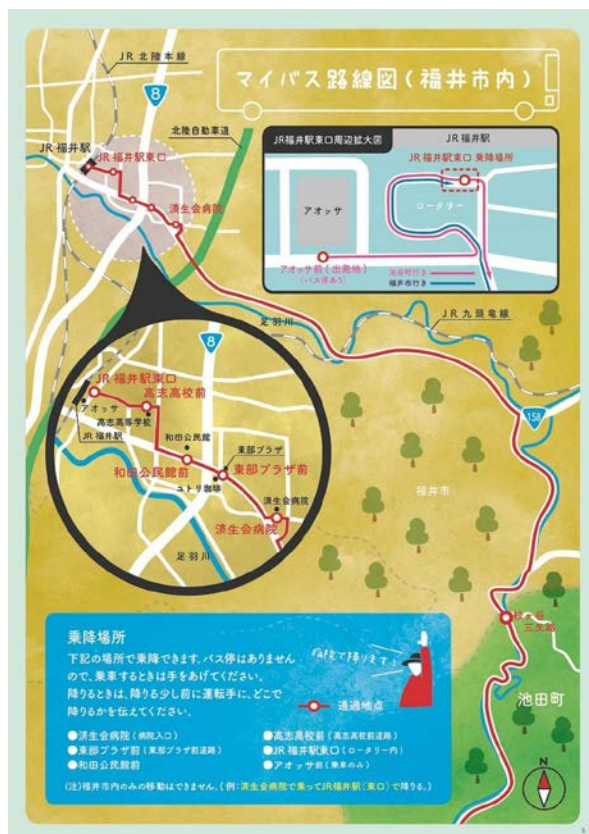 マイバス路線図(福井市内)
JR北陸本線
8
北陸自動車道
JR福井駅
JR福井駅東口
済生会病院
JR福井駅東口周辺拡大図
JR福井駅
JR福井駅東口 乗降場所
ロータリー
アオッサ
アオッサ前(出発地)
(バス停あり)
池田町行き
福井市行き
足羽川
JR九頭竜線
158
福井市
8
JR福井駅東口
高志高校前
アオッサ
高志高等学校
JR福井駅
和田公民館
東部プラザ
和田公民館前
東部プラザ前
ユトリ珈琲
済生会病院
済生会病院
足羽川
三叉路
池田町
乗降場所
下記の場所で乗降できます。バス停はありません
ので、乗車するときは手をあげてください。
降りるときは、降りる少し前に運転手に、どこで
降りるかを伝えてください。
で降ります!
通過地点
●済生会病院(病院入口)
●高志高校前(高志高校前道路)
●東部プラザ前(東部プラザ前道路)
●JR福井駅東口(ロータリー内)
●和田公民館前
●アオッサ前(乗車のみ)
(注)福井市内のみの移動はできません。(例:済生会病院で乗ってJR福井駅(東口)で降りる。)
N